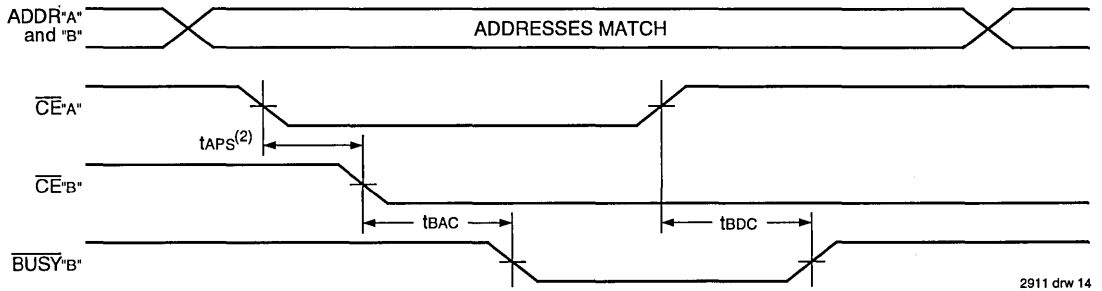 ADDR"A"
and "B"
ADDRESSES MATCH
CE"A"
tAPS(2)
CE"B"
tBAC
tBDC
BUSY"B"
2911 drw 14